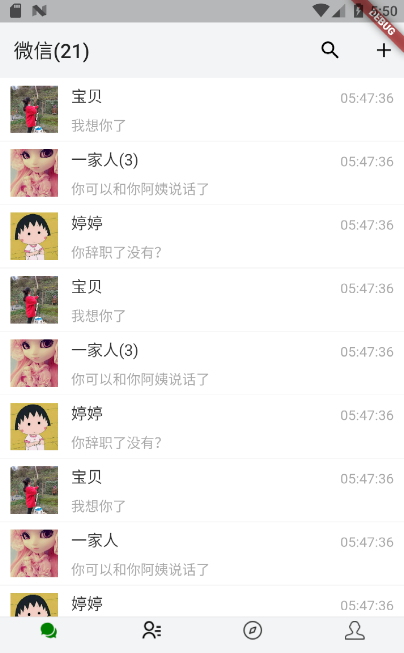 5:50
DEBUG
微信(21)
宝贝
05:47:36
我想你了
一家人(3)
05:47:36
你可以和你阿姨说话了
婷婷
05:47:36
你辞职了没有?
宝贝
05:47:36
我想你了
一家人(3)
05:47:36
你可以和你阿姨说话了
婷婷
05:47:36
你辞职了没有?
宝贝
05:47:36
我想你了
一家人
05:47:36
你可以和你阿姨说话了
婷婷
05:47:36